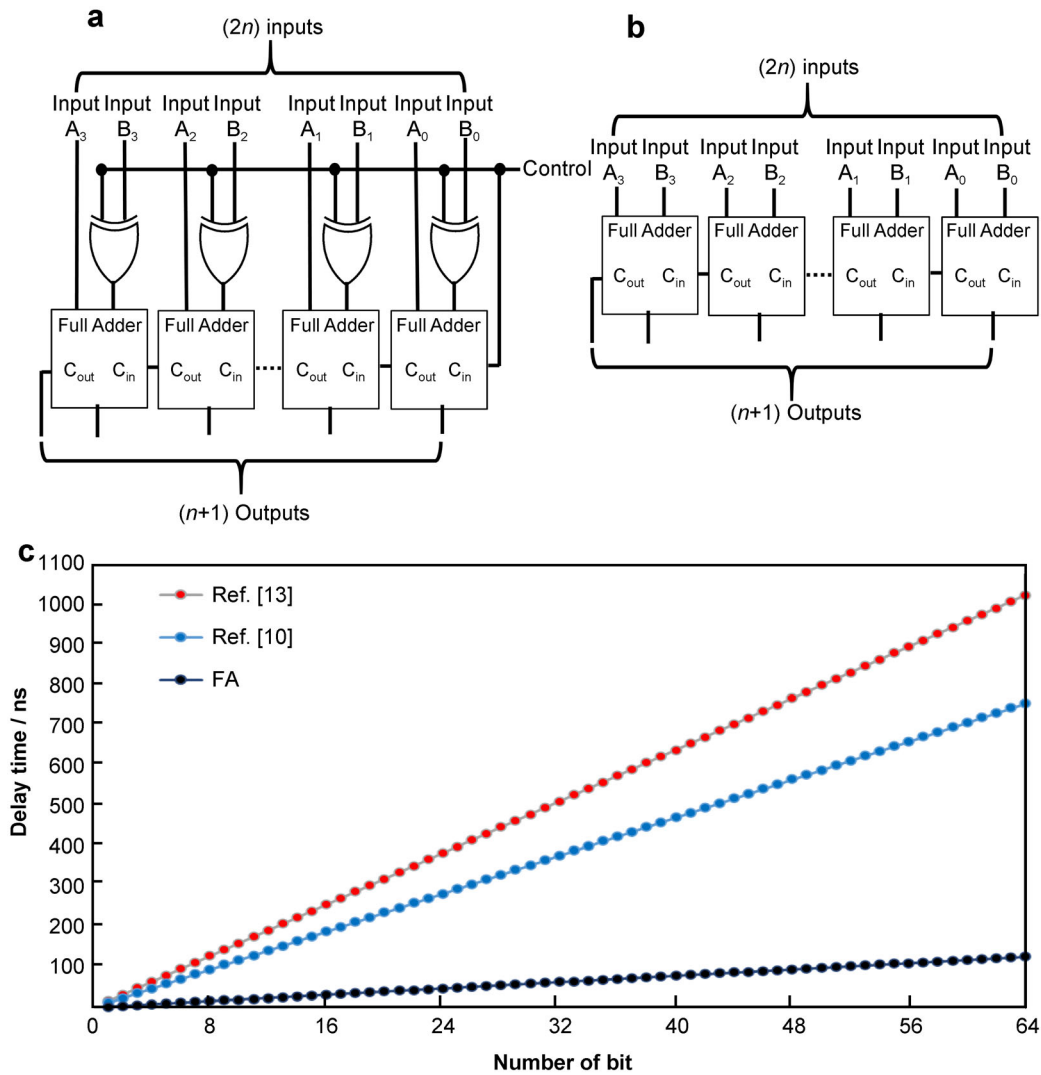 a
(2n) inputs
Input Input Input Input Input Input Input Input
A3 B3 A2 B2 A1 B1 A0 B0
Control
Full Adder Full Adder Full Adder Full Adder
Cout Cin Cout Cin Cout Cin Cout Cin
(n+1) Outputs
b
(2n) inputs
Input Input Input Input Input Input Input Input
A3 B3 A2 B2 A1 B1 A0 B0
Full Adder Full Adder Full Adder Full Adder
Cout Cin Cout Cin Cout Cin Cout Cin
(n+1) Outputs
c
1100
1000
900
800
700
600
500
400
300
200
100
Delay time / ns
Ref. [13]
Ref. [10]
FA
0 8 16 24 32 40 48 56 64
Number of bit